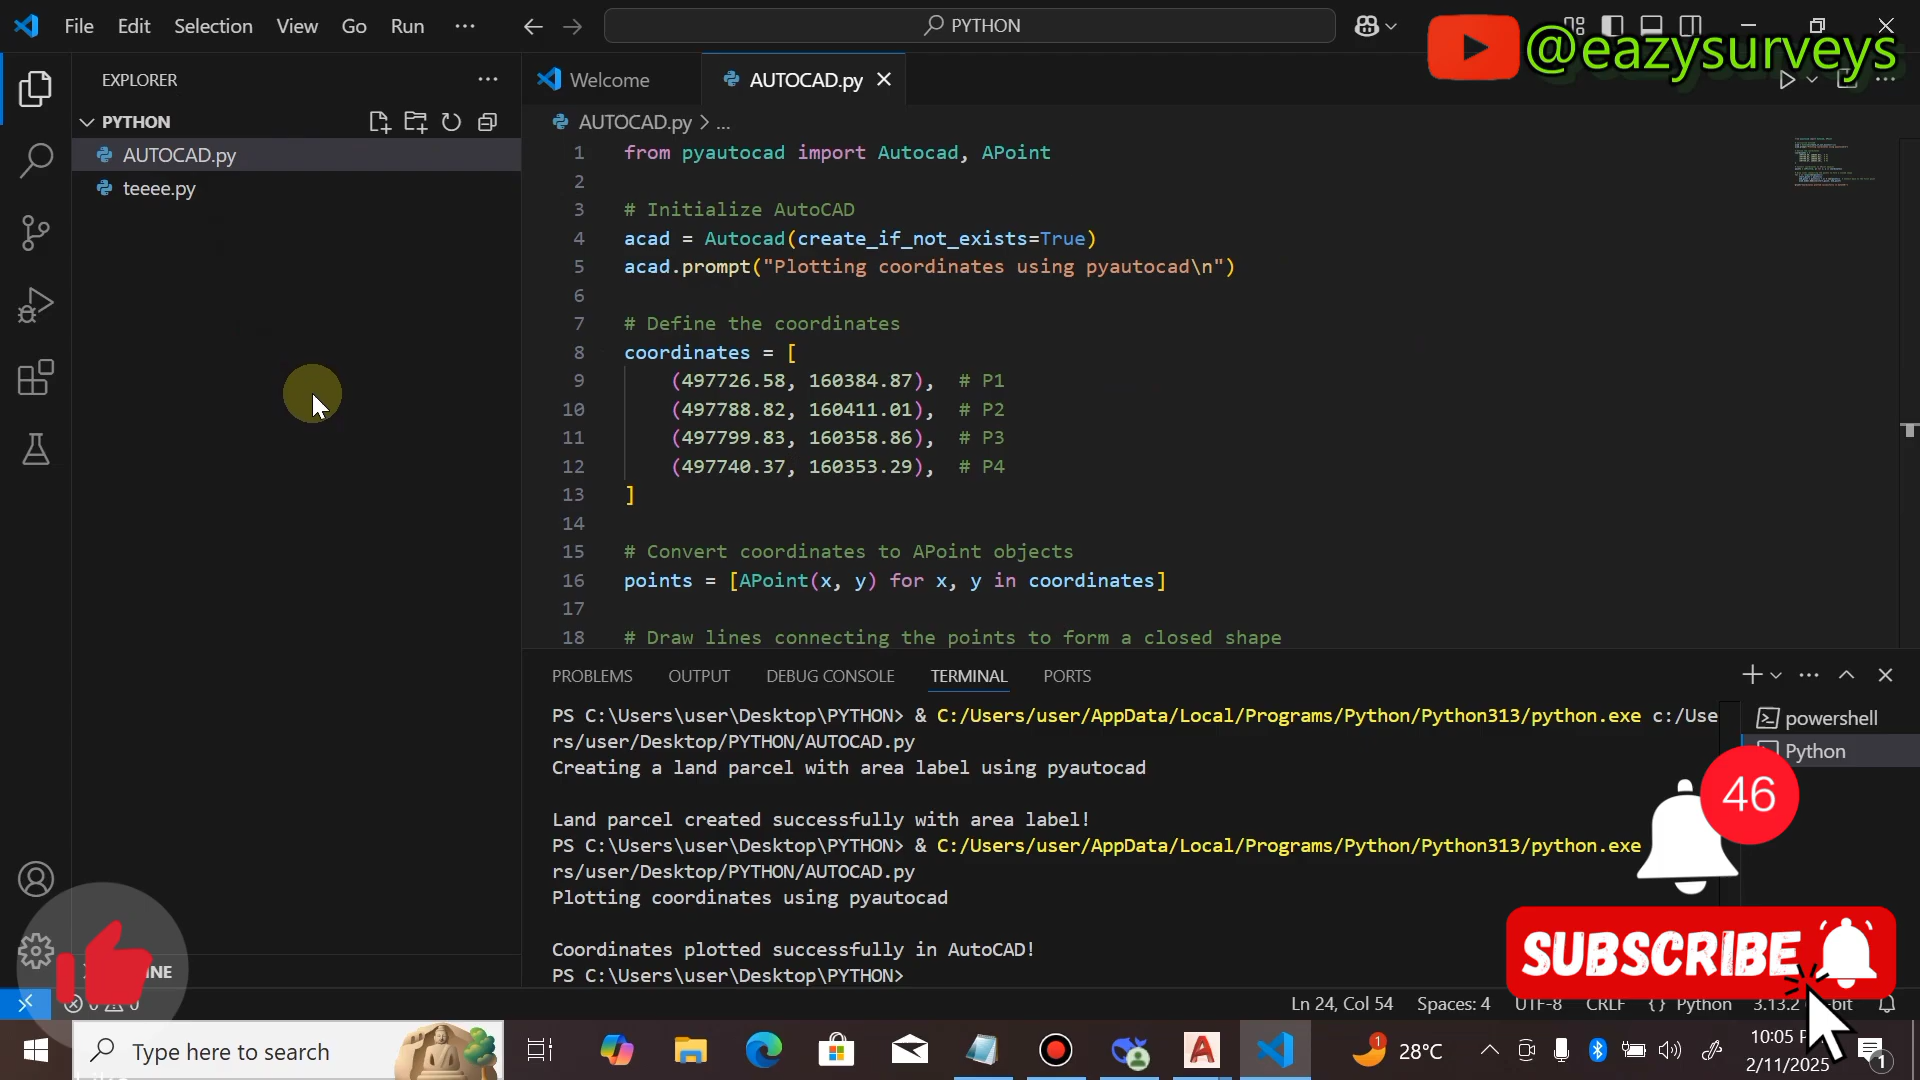 File Edit Selection View Go Run ···
PYTHON
@eazysurveys
EXPLORER
PYTHON
AUTOCAD.py
teeee.py
Welcome
AUTOCAD.py
AUTOCAD.py > ...
1 from pyautocad import Autocad, APoint
2
3 # Initialize AutoCAD
4 acad = Autocad(create_if_not_exists=True)
5 acad.prompt("Plotting coordinates using pyautocad\n")
6
7 # Define the coordinates
8 coordinates = [
9 (497726.58, 160384.87), # P1
10 (497788.82, 160411.01), # P2
11 (497799.83, 160358.86), # P3
12 (497740.37, 160353.29), # P4
13 ]
14
15 # Convert coordinates to APoint objects
16 points = [APoint(x, y) for x, y in coordinates]
17
18 # Draw lines connecting the points to form a closed shape
PROBLEMS OUTPUT DEBUG CONSOLE TERMINAL PORTS
PS C:\Users\user\Desktop\PYTHON> & C:/Users/user/AppData/Local/Programs/Python/Python313/python.exe c:/Use
rs/user/Desktop/PYTHON/AUTOCAD.py
Creating a land parcel with area label using pyautocad
Land parcel created successfully with area label!
PS C:\Users\user\Desktop\PYTHON> & C:/Users/user/AppData/Local/Programs/Python/Python313/python.exe
rs/user/Desktop/PYTHON/AUTOCAD.py
Plotting coordinates using pyautocad
Coordinates plotted successfully in AutoCAD!
PS C:\Users\user\Desktop\PYTHON>
powershell
Python
46
SUBSCRIBE
Ln 24, Col 54 Spaces: 4 UTF-8 CRLF {} Python
Type here to search
1
28°C
10:05
2/11/2025
1